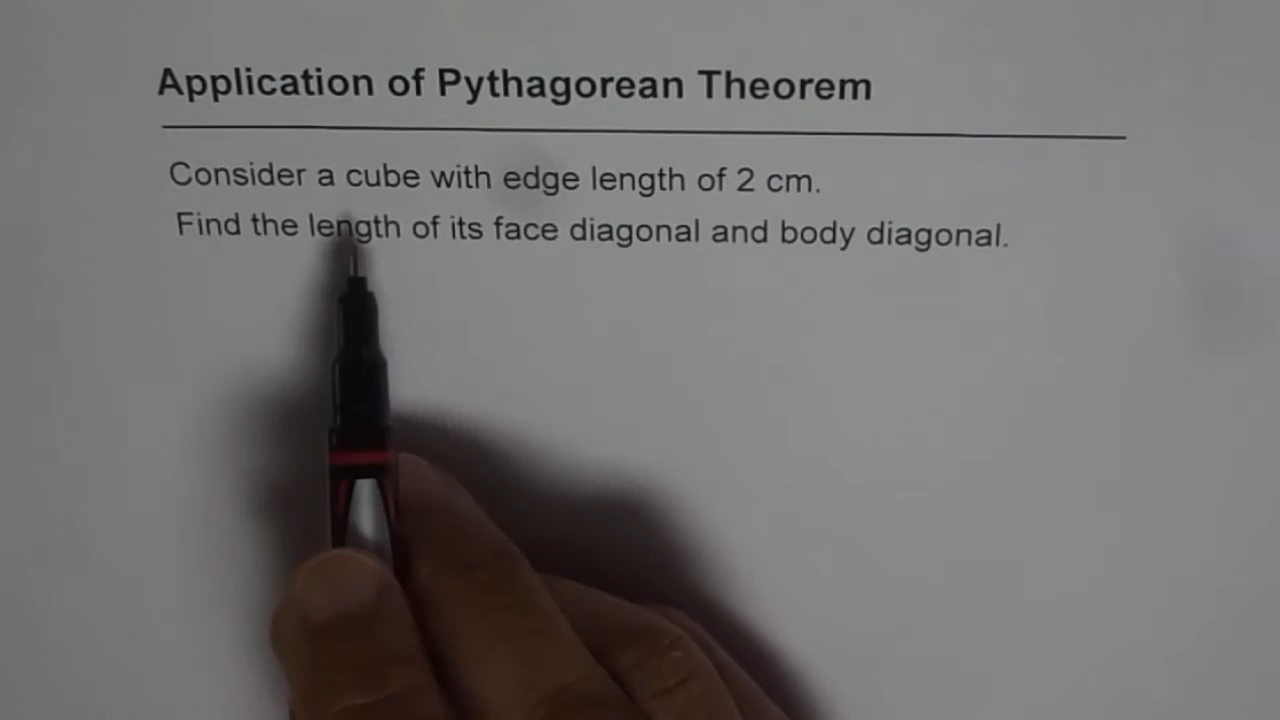 Application of Pythagorean Theorem
Consider a cube with edge length of 2 cm.
Find the length of its face diagonal and body diagonal.